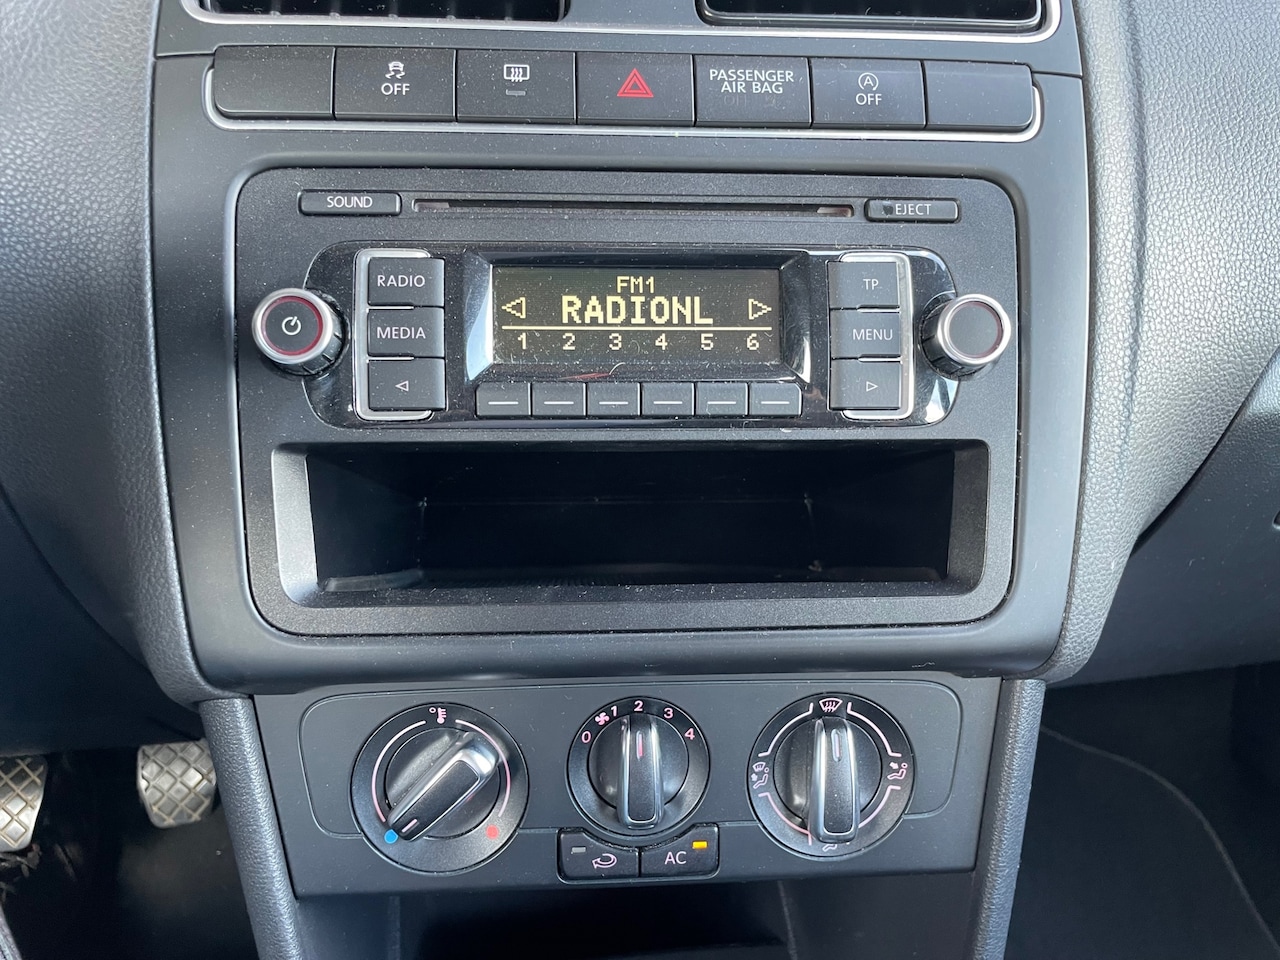 OFF
PASSENGER
AIR BAG
OFF
SOUND
EJECT
RADIO
MEDIA
FM1
RADIONL
1 2 3 4 5 6
TP
MENU
0 1 2 3 4
AC